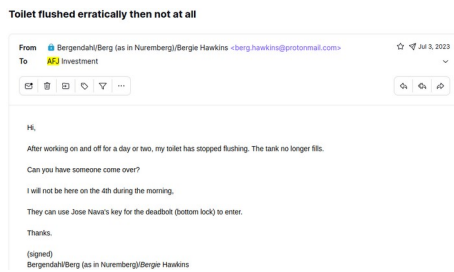 Toilet flushed erratically then not at all
From Bergendahl/Berg (as in Nuremberg)/Bergie Hawkins <berg.hawkins@protonmail.com> Jul 3, 2023
To AFJ Investment
Hi,
After working on and off for a day or two, my toilet has stopped flushing. The tank no longer fills.
Can you have someone come over?
I will not be here on the 4th during the morning,
They can use Jose Nava's key for the deadbolt (bottom lock) to enter.
Thanks.
(signed)
Bergendahl/Berg (as in Nuremberg)/Bergie Hawkins